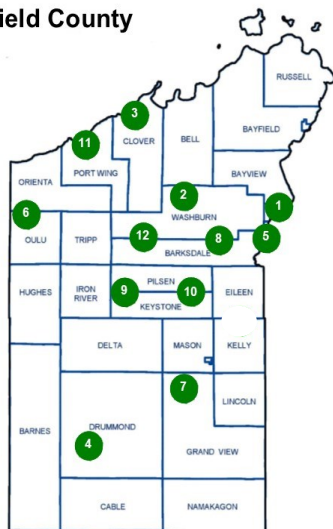 ield County
RUSSELL
3
BAYFIELD
11
CLOVER
BELL
PORT WING
BAYVIEW
ORIENTA
2
1
6
WASHBURN
OULU
TRIPP
12
8
5
BARKSDALE
HUGHES
IRON
RIVER
9
PILSEN
10
KEYSTONE
EILEEN
DELTA
MASON
KELLY
7
LINCOLN
BARNES
DRUMMOND
4
GRAND VIEW
CABLE
NAMAKAGON